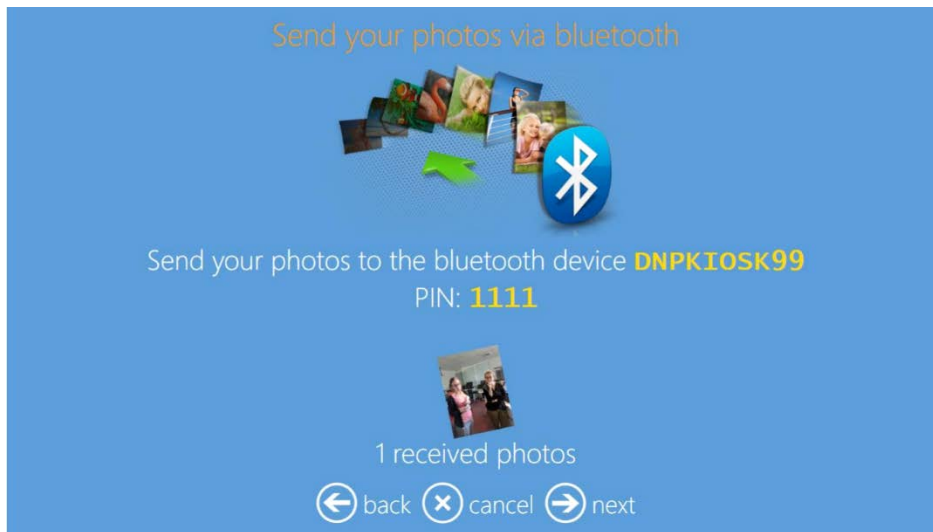 Send your photos via bluetooth
Send your photos to the bluetooth device DNPKIOSK99
PIN: 1111
1 received photos
back cancel next